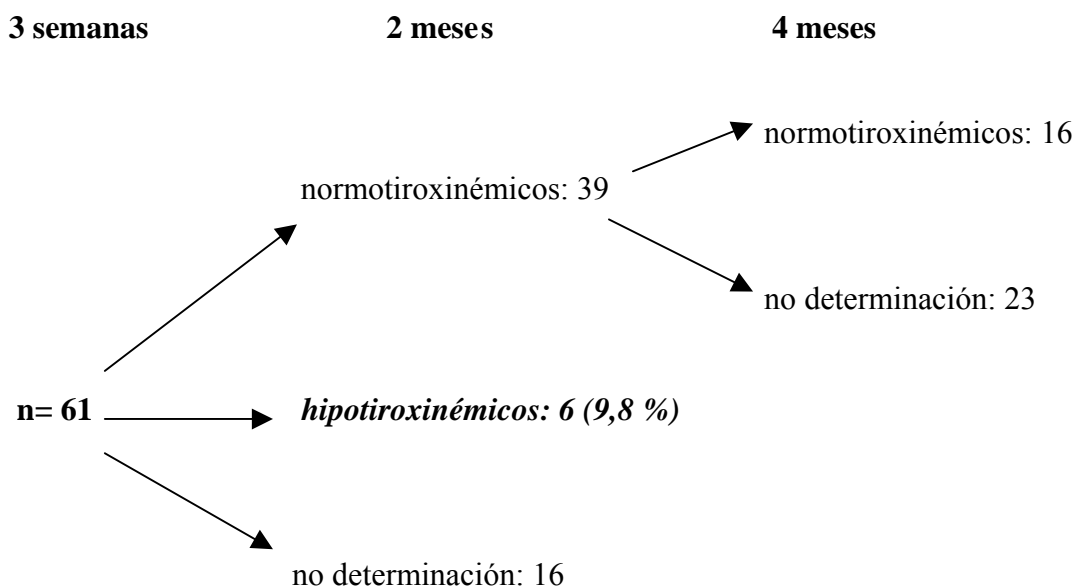 3 semanas 2 meses 4 meses
normotiroxinémicos: 16
normotiroxinémicos: 39
no determinación: 23
n= 61 hipotiroxinémicos: 6 (9,8 %)
no determinación: 16